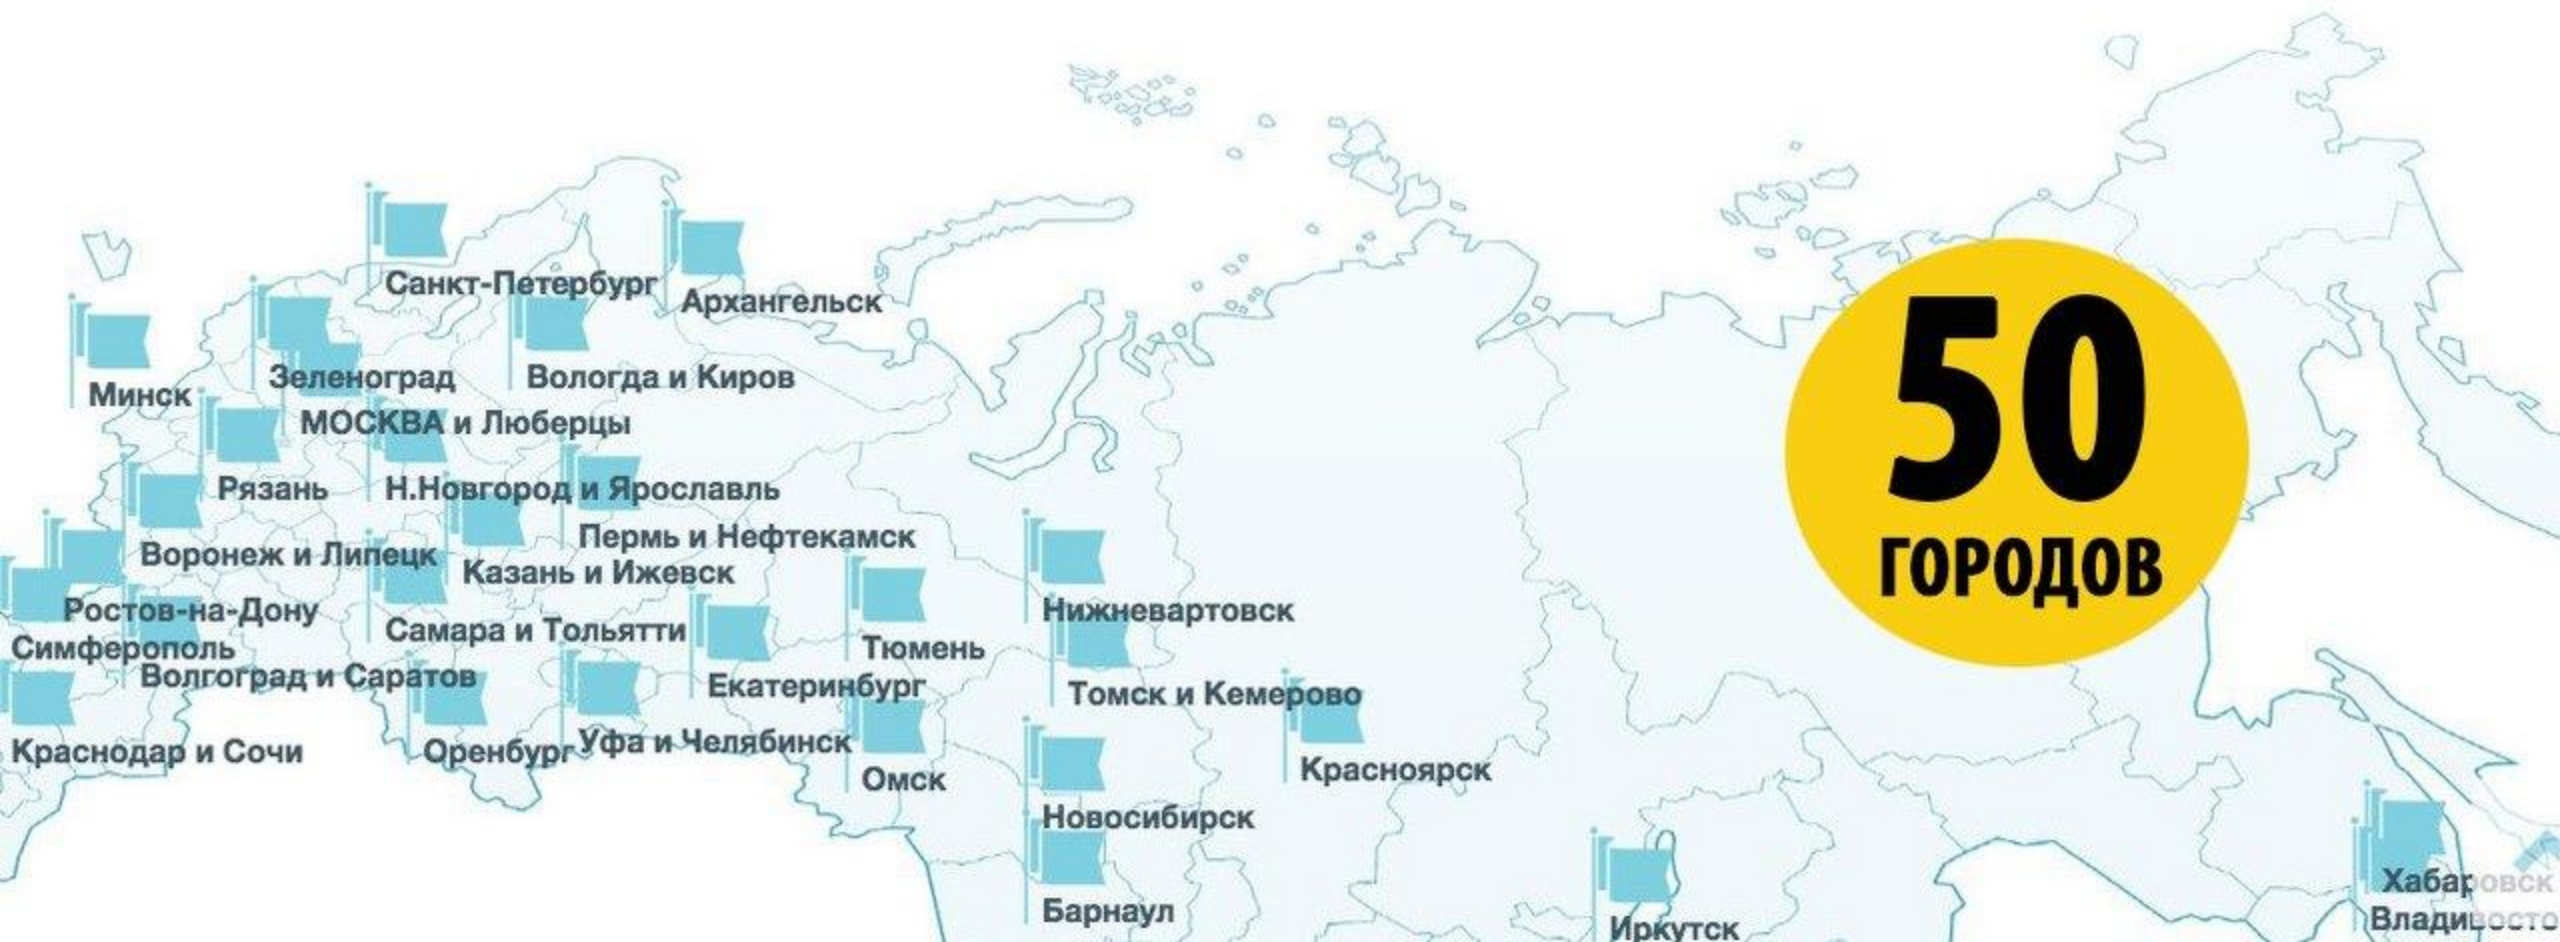 Санкт-Петербург
Архангельск
Минск
Зеленоград
Вологда и Киров
МОСКВА и Люберцы
Рязань
Н.Новгород и Ярославль
Пермь и Нефтекамск
Воронеж и Липецк
Казань и Ижевск
Ростов-на-Дону
Самара и Тольятти
Симферополь
Волгоград и Саратов
Тюмень
Екатеринбург
Нижневартовск
Томск и Кемерово
Краснодар и Сочи
Оренбург
Уфа и Челябинск
Омск
Красноярск
Новосибирск
Барнаул
Иркутск
50
ГОРОДОВ
Хабаровск
Владивосто